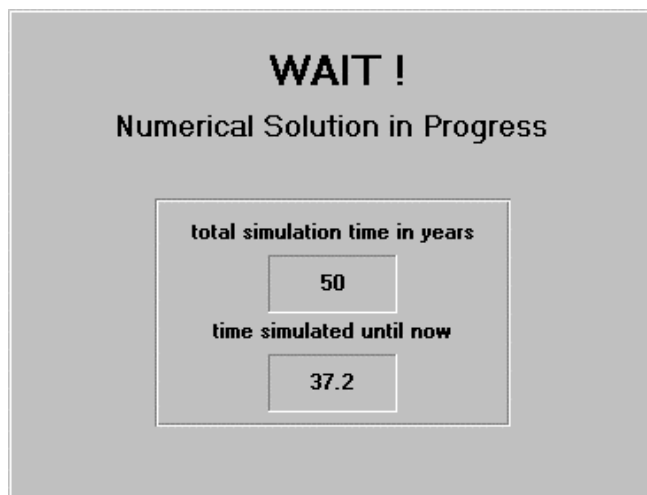 WAIT !
Numerical Solution in Progress
total simulation time in years
50
time simulated until now
37.2